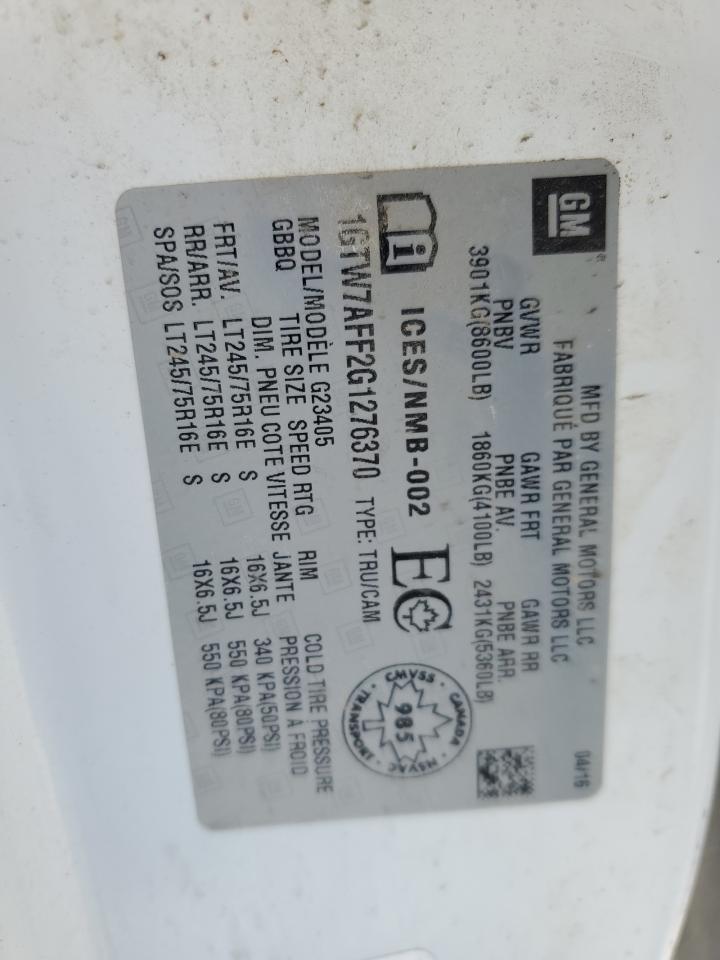 GM
MFD BY GENERAL MOTORS LLC 04/16
FABRIQUÉ PAR GENERAL MOTORS LLC
GVWR GAWR FRT GAWR RR
PNBV PNBE AV. PNBE ARR.
3901KG(8600LB) 1860KG(4100LB) 2431KG(5360LB)
i ICES/NMB-002 EC
CMVSS CANADA NSVAC TRANSPORT 985
1GTW7AFF2G1276370 TYPE: TRU/CAM
MODEL/MODÈLE G23405
GBBQ TIRE SIZE SPEED RTG RIM COLD TIRE PRESSURE
DIM. PNEU COTE VITESSE JANTE PRESSION À FROID
FRT/AV. LT245/75R16E S 16X6.5J 340 KPA(50PSI)
RR/ARR. LT245/75R16E S 16X6.5J 550 KPA(80PSI)
SPA/SOS LT245/75R16E S 16X6.5J 550 KPA(80PSI)